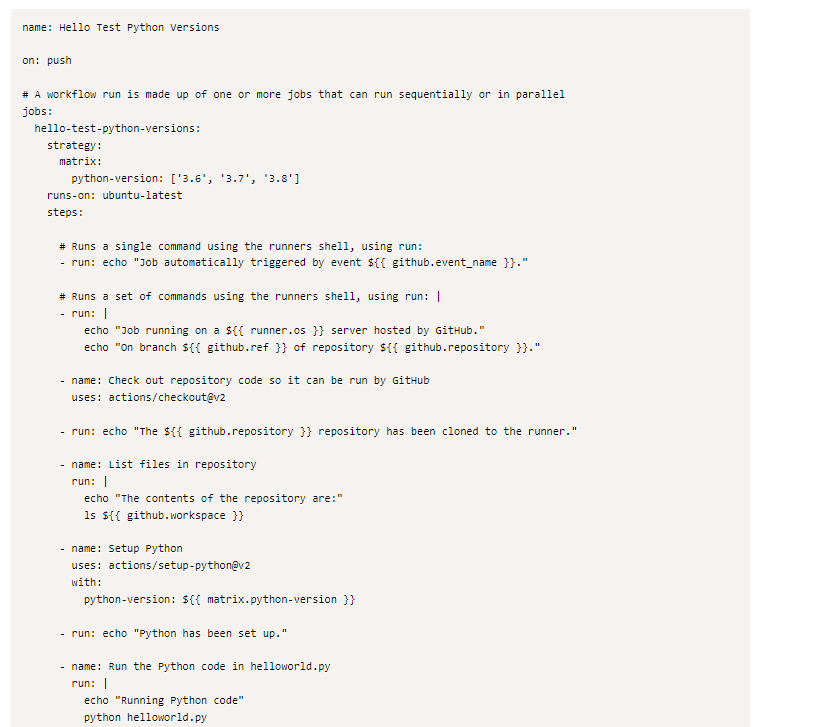 name: Hello Test Python Versions
on: push
# A workflow run is made up of one or more jobs that can run sequentially or in parallel
jobs:
  hello-test-python-versions:
    strategy:
      matrix:
        python-version: ['3.6', '3.7', '3.8']
    runs-on: ubuntu-latest
    steps:
      # Runs a single command using the runners shell, using run:
      - run: echo "Job automatically triggered by event ${{ github.event_name }}."
      # Runs a set of commands using the runners shell, using run: |
      - run: |
          echo "Job running on a ${{ runner.os }} server hosted by GitHub."
          echo "On branch ${{ github.ref }} of repository ${{ github.repository }}."
      - name: Check out repository code so it can be run by GitHub
        uses: actions/checkout@v2
      - run: echo "The ${{ github.repository }} repository has been cloned to the runner."
      - name: List files in repository
        run: |
          echo "The contents of the repository are:"
          ls ${{ github.workspace }}
      - name: Setup Python
        uses: actions/setup-python@v2
        with:
          python-version: ${{ matrix.python-version }}
      - run: echo "Python has been set up."
      - name: Run the Python code in helloworld.py
        run: |
          echo "Running Python code"
          python helloworld.py